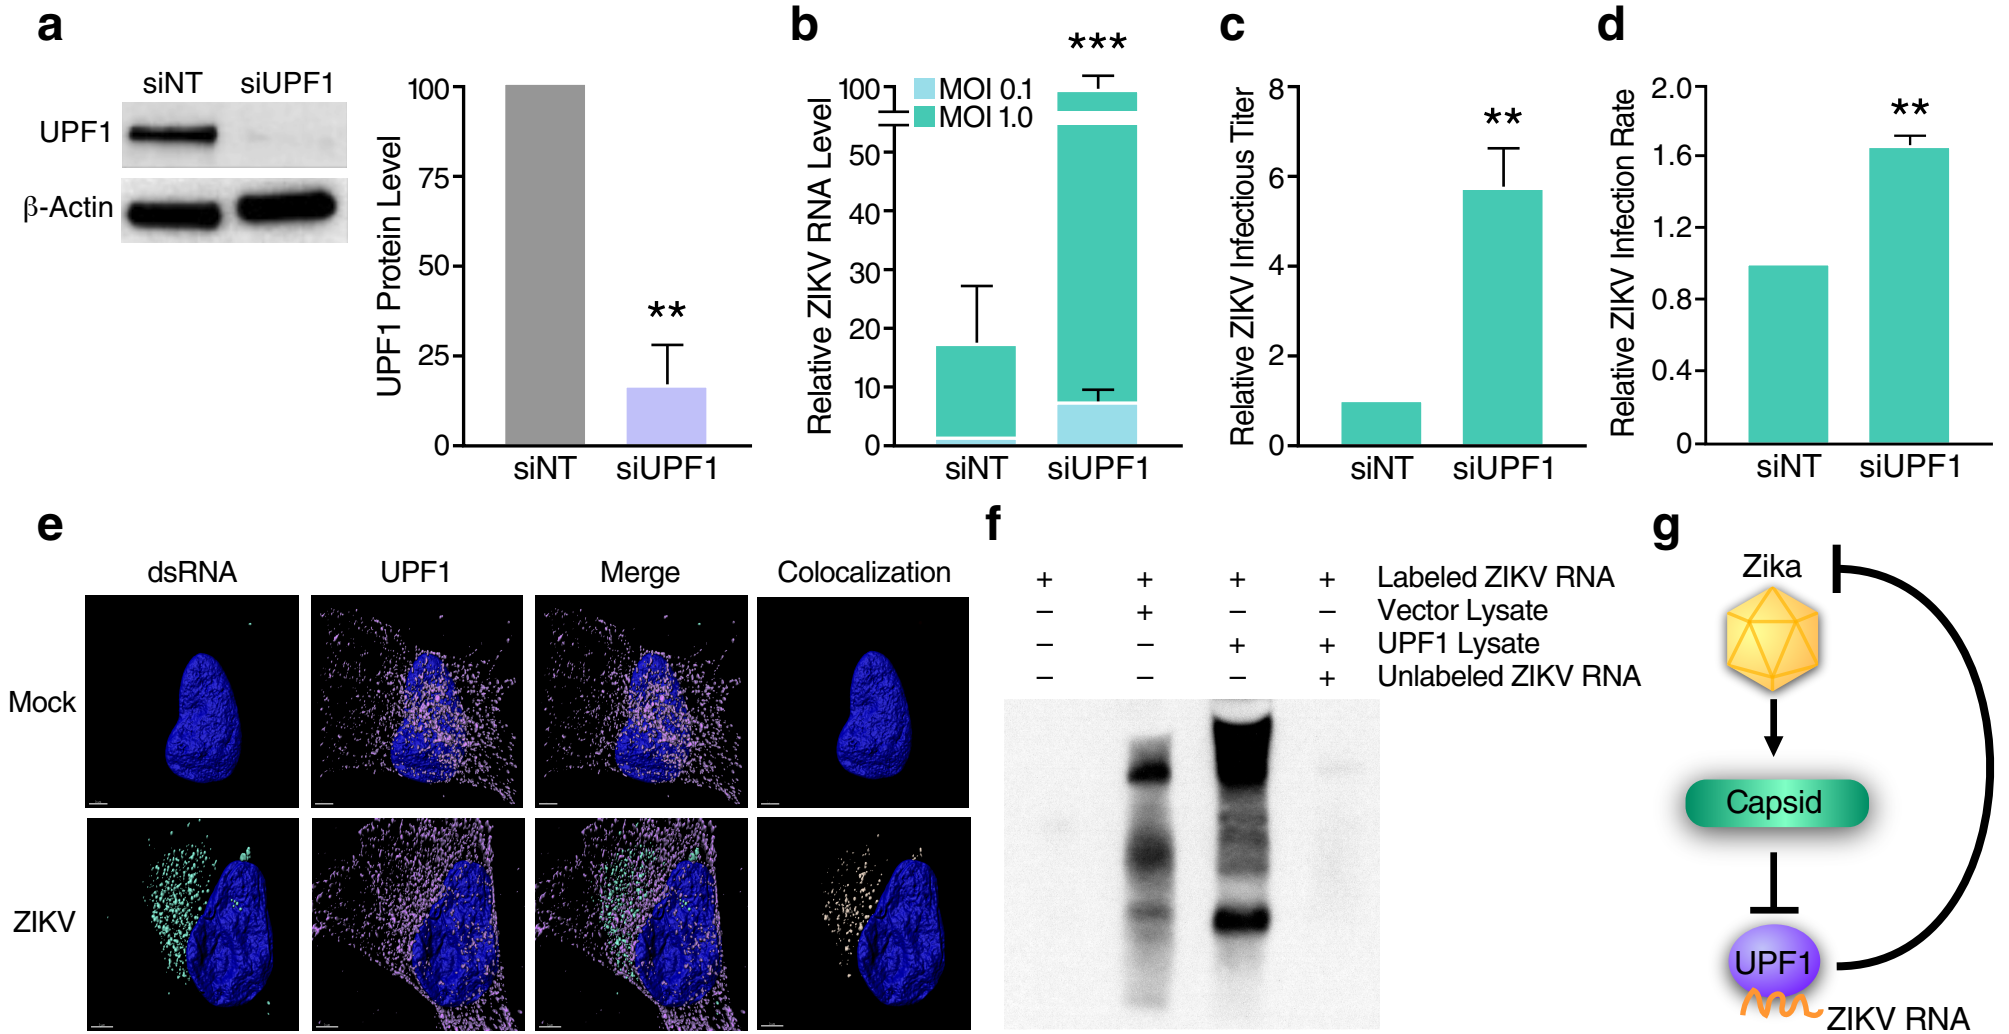 a
siNT siUPF1
UPF1
β-Actin
UPF1 Protein Level
100
75
50
25
0
**
siNT siUPF1
b
Relative ZIKV RNA Level
100
50
40
30
20
10
0
MOI 0.1
MOI 1.0
***
siNT siUPF1
c
Relative ZIKV Infectious Titer
8
6
4
2
0
**
siNT siUPF1
d
Relative ZIKV Infection Rate
2.0
1.6
1.2
0.8
0.4
0
**
siNT siUPF1
e
dsRNA UPF1 Merge Colocalization
Mock
ZIKV
f
+ + + + Labeled ZIKV RNA
– + – – Vector Lysate
– – + + UPF1 Lysate
– – – + Unlabeled ZIKV RNA
g
Zika
Capsid
UPF1
ZIKV RNA